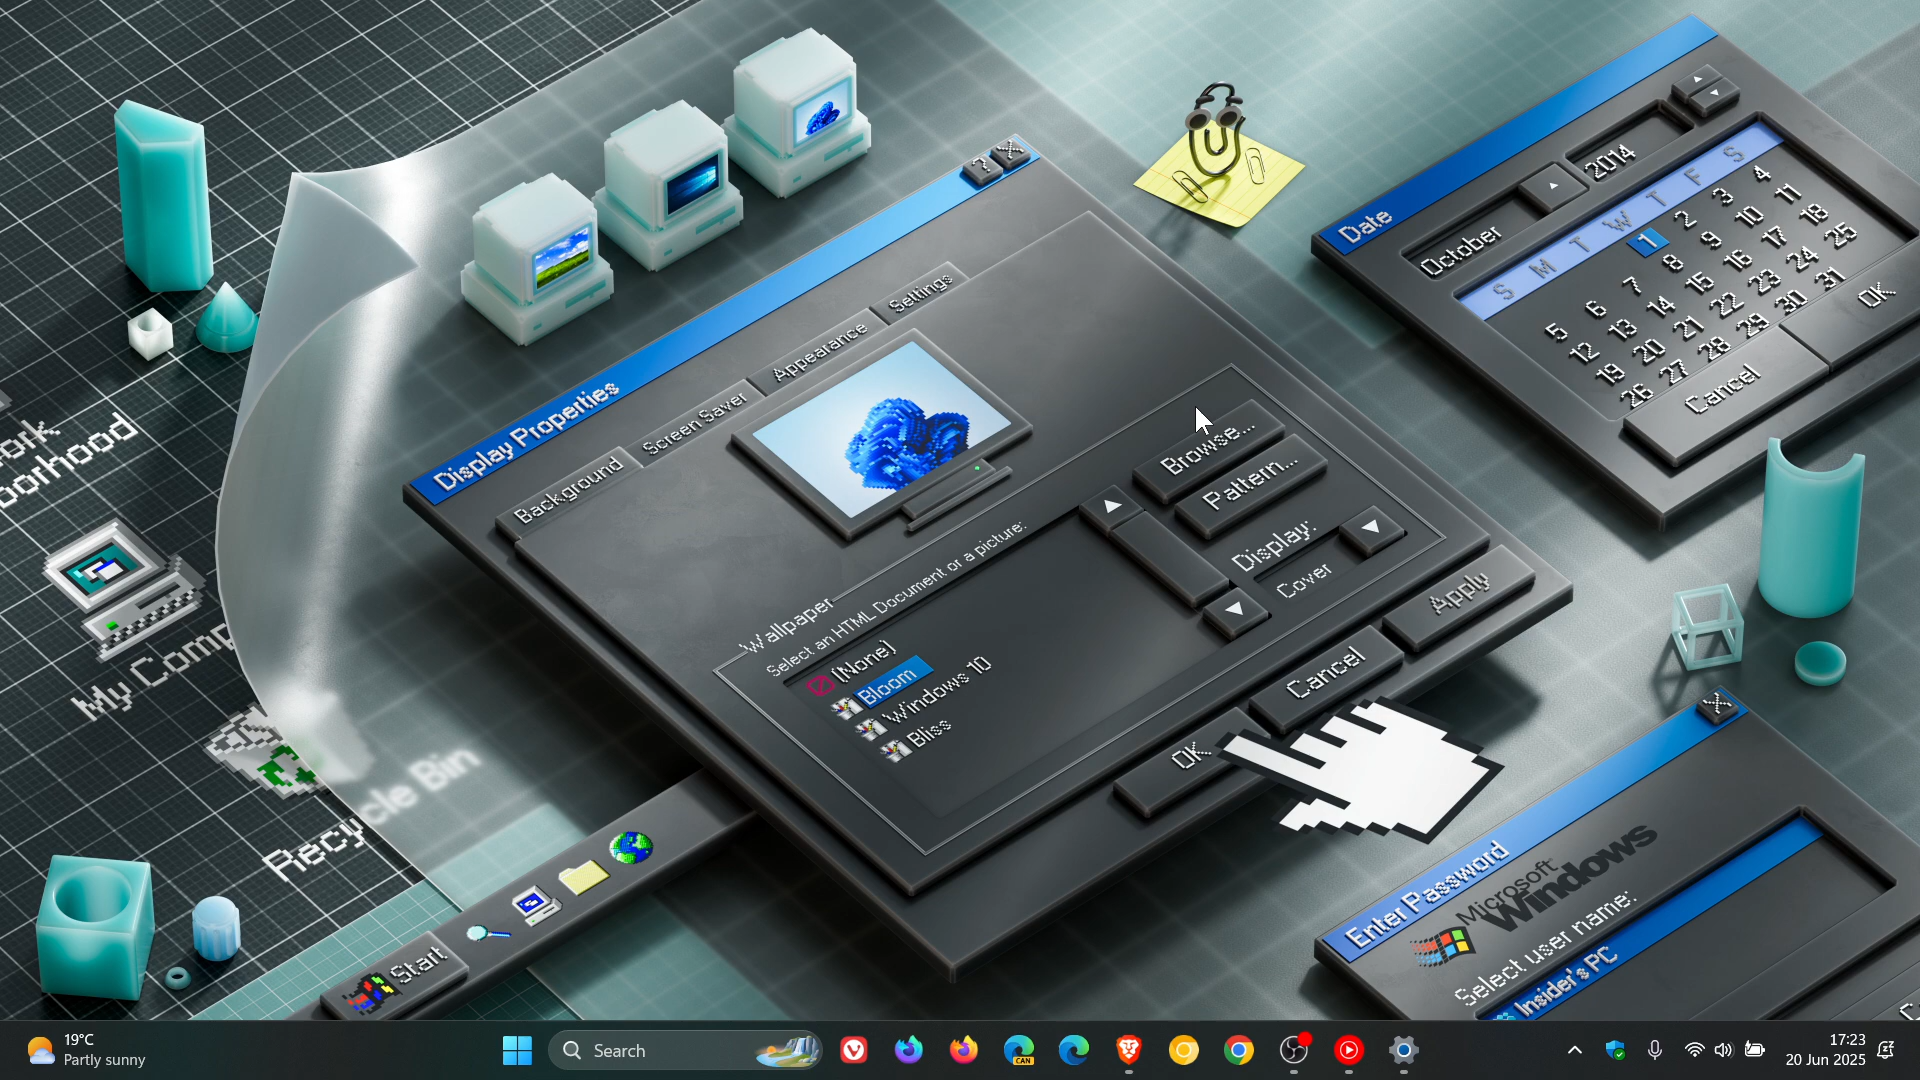 Date
October
2014
S M T W T F S
1 2 3 4
5 6 7 8 9 10 11
12 13 14 15 16 17 18
19 20 21 22 23 24 25
26 27 28 29 30 31
Cancel
OK
?
Display Properties
Background
Screen Saver
Appearance
Settings
Wallpaper
Select an HTML Document or a picture:
(None)
Bloom
Windows 10
Bliss
Browse...
Pattern...
Display:
Cover
OK
Cancel
Apply
My Comp
Recycle Bin
Start
Enter Password
Microsoft
Windows
Select user name:
Insider's PC
19°C
Partly sunny
Search
CAN
17:23
20 Jun 2025